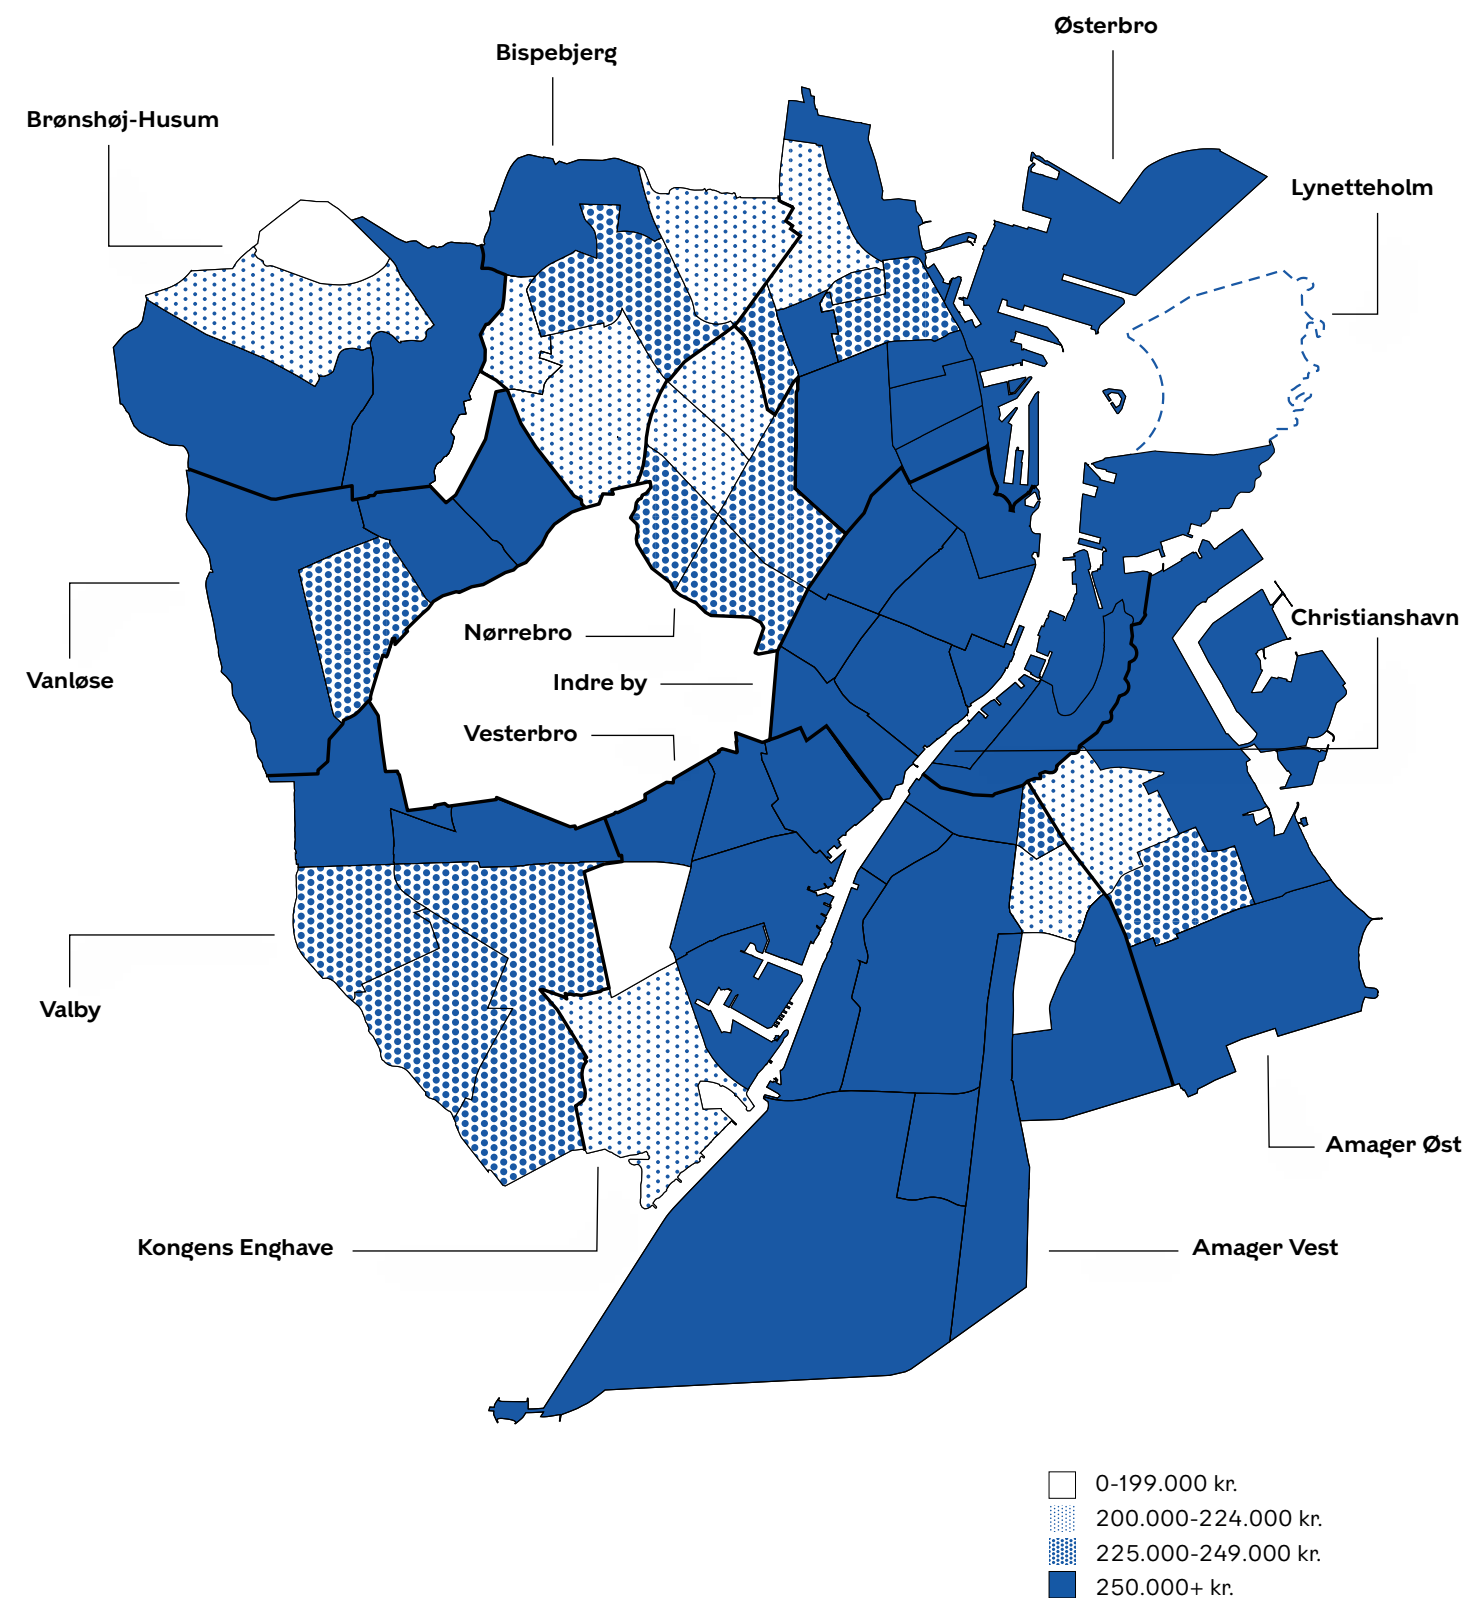 Østerbro
Bispebjerg
Brønshøj-Husum
Lynetteholm
Christianshavn
Nørrebro
Indre by
Vanløse
Vesterbro
Valby
Amager Øst
Kongens Enghave
Amager Vest
0-199.000 kr.
200.000-224.000 kr.
225.000-249.000 kr.
250.000+ kr.